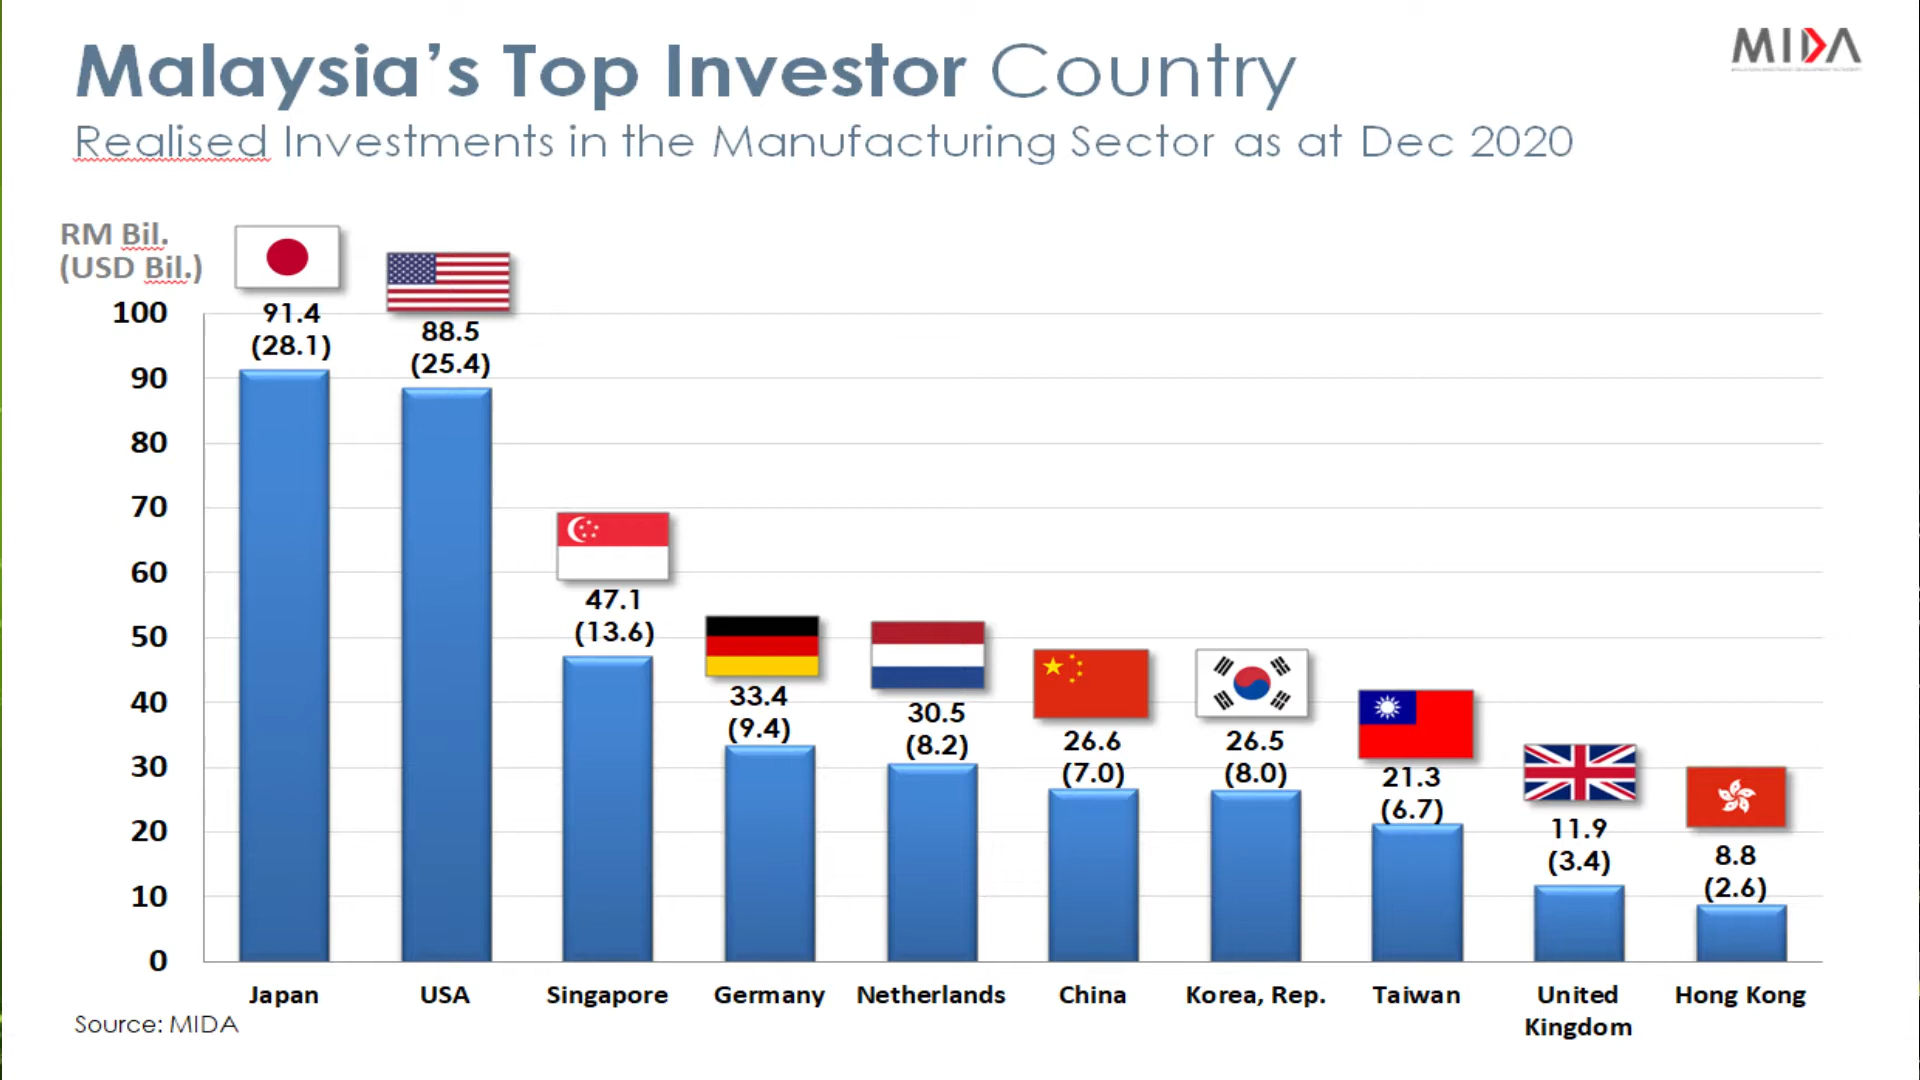 Malaysia's Top Investor Country
MIDA
Realised Investments in the Manufacturing Sector as at Dec 2020
RM Bil.
(USD Bil.)
100
90
80
70
60
50
40
30
20
10
0
91.4
(28.1)
88.5
(25.4)
47.1
(13.6)
33.4
(9.4)
30.5
(8.2)
26.6
(7.0)
26.5
(8.0)
21.3
(6.7)
11.9
(3.4)
8.8
(2.6)
Japan
USA
Singapore
Germany
Netherlands
China
Korea, Rep.
Taiwan
United
Kingdom
Hong Kong
Source: MIDA